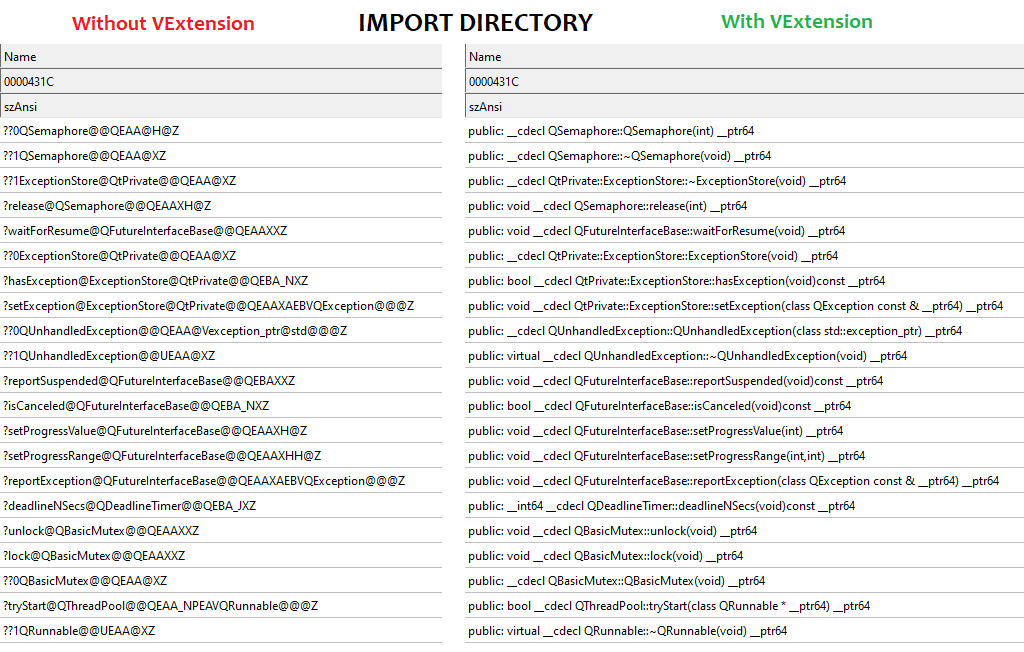 Without VExtension IMPORT DIRECTORY With VExtension
Name Name
0000431C 0000431C
szAnsi szAnsi
??0QSemaphore@@QEAA@H@Z public: __cdecl QSemaphore::QSemaphore(int) __ptr64
??1QSemaphore@@QEAA@XZ public: __cdecl QSemaphore::~QSemaphore(void) __ptr64
??1ExceptionStore@QtPrivate@@QEAA@XZ public: __cdecl QtPrivate::ExceptionStore::~ExceptionStore(void) __ptr64
?release@QSemaphore@@QEAAXH@Z public: void __cdecl QSemaphore::release(int) __ptr64
?waitForResume@QFutureInterfaceBase@@QEAAXXZ public: void __cdecl QFutureInterfaceBase::waitForResume(void) __ptr64
??0ExceptionStore@QtPrivate@@QEAA@XZ public: __cdecl QtPrivate::ExceptionStore::ExceptionStore(void) __ptr64
?hasException@ExceptionStore@QtPrivate@@QEBA_NXZ public: bool __cdecl QtPrivate::ExceptionStore::hasException(void)const __ptr64
?setException@ExceptionStore@QtPrivate@@QEAAXAEBVQException@@@Z public: void __cdecl QtPrivate::ExceptionStore::setException(class QException const & __ptr64) __ptr64
??0QUnhandledException@@QEAA@Vexception_ptr@std@@@Z public: __cdecl QUnhandledException::QUnhandledException(class std::exception_ptr) __ptr64
??1QUnhandledException@@UEAA@XZ public: virtual __cdecl QUnhandledException::~QUnhandledException(void) __ptr64
?reportSuspended@QFutureInterfaceBase@@QEBAXXZ public: void __cdecl QFutureInterfaceBase::reportSuspended(void)const __ptr64
?isCanceled@QFutureInterfaceBase@@QEBA_NXZ public: bool __cdecl QFutureInterfaceBase::isCanceled(void)const __ptr64
?setProgressValue@QFutureInterfaceBase@@QEAAXH@Z public: void __cdecl QFutureInterfaceBase::setProgressValue(int) __ptr64
?setProgressRange@QFutureInterfaceBase@@QEAAXHH@Z public: void __cdecl QFutureInterfaceBase::setProgressRange(int,int) __ptr64
?reportException@QFutureInterfaceBase@@QEAAXAEBVQException@@@Z public: void __cdecl QFutureInterfaceBase::reportException(class QException const & __ptr64) __ptr64
?deadlineNSecs@QDeadlineTimer@@QEBA_JXZ public: __int64 __cdecl QDeadlineTimer::deadlineNSecs(void)const __ptr64
?unlock@QBasicMutex@@QEAAXXZ public: void __cdecl QBasicMutex::unlock(void) __ptr64
?lock@QBasicMutex@@QEAAXXZ public: void __cdecl QBasicMutex::lock(void) __ptr64
??0QBasicMutex@@QEAA@XZ public: __cdecl QBasicMutex::QBasicMutex(void) __ptr64
?tryStart@QThreadPool@@QEAA_NPEAVQRunnable@@@Z public: bool __cdecl QThreadPool::tryStart(class QRunnable * __ptr64) __ptr64
??1QRunnable@@UEAA@XZ public: virtual __cdecl QRunnable::~QRunnable(void) __ptr64